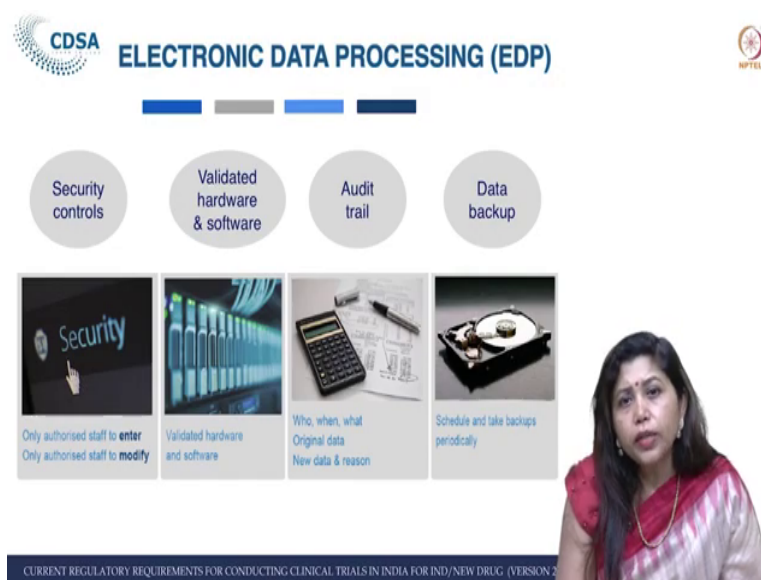 CDSA
ELECTRONIC DATA PROCESSING (EDP)
NPTEL
Security
controls
Validated
hardware
& software
Audit
trail
Data
backup
Security
Only authorised staff to enter
Only authorised staff to modify
Validated hardware
and software
Who, when, what
Original data
New data & reason
Schedule and take backups
periodically
CURRENT REGULATORY REQUIREMENTS FOR CONDUCTING CLINICAL TRIALS IN INDIA FOR IND/NEW DRUG (VERSION 2